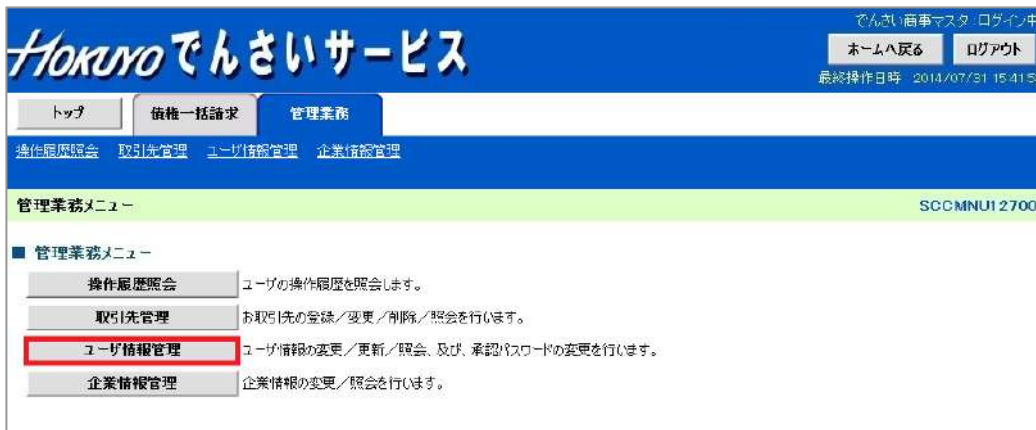 でんさい商事マスタ:ログイン中
HOKUYOでんさいサービス
ホームへ戻る ログアウト
最終操作日時 2014/07/31 15:41:5
トップ 債権一括請求 管理業務
操作履歴照会 取引先管理 ユーザ情報管理 企業情報管理
管理業務メニュー SCCMNU12700
■ 管理業務メニュー
操作履歴照会 ユーザの操作履歴を照会します。
取引先管理 お取引先の登録/変更/削除/照会を行います。
ユーザ情報管理 ユーザ情報の変更/更新/照会、及び、承認パスワードの変更を行います。
企業情報管理 企業情報の変更/照会を行います。